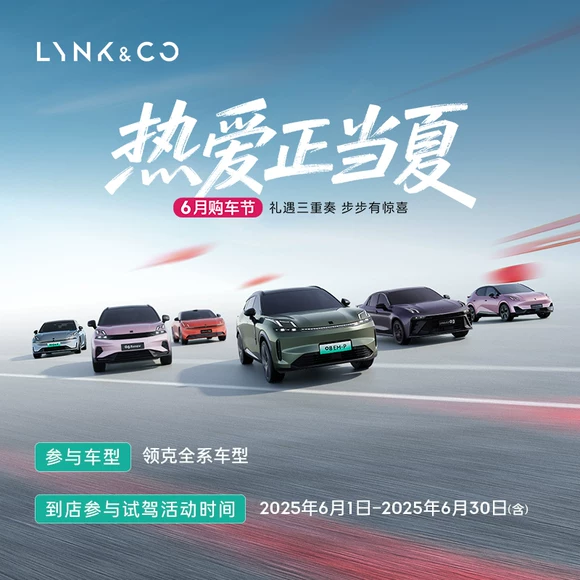 LYNK&CO
热爱正当夏
6月购车节 礼遇三重奏 步步有惊喜
08 EM-P
参与车型 领克全系车型
到店参与试驾活动时间 2025年6月1日-2025年6月30日(含)